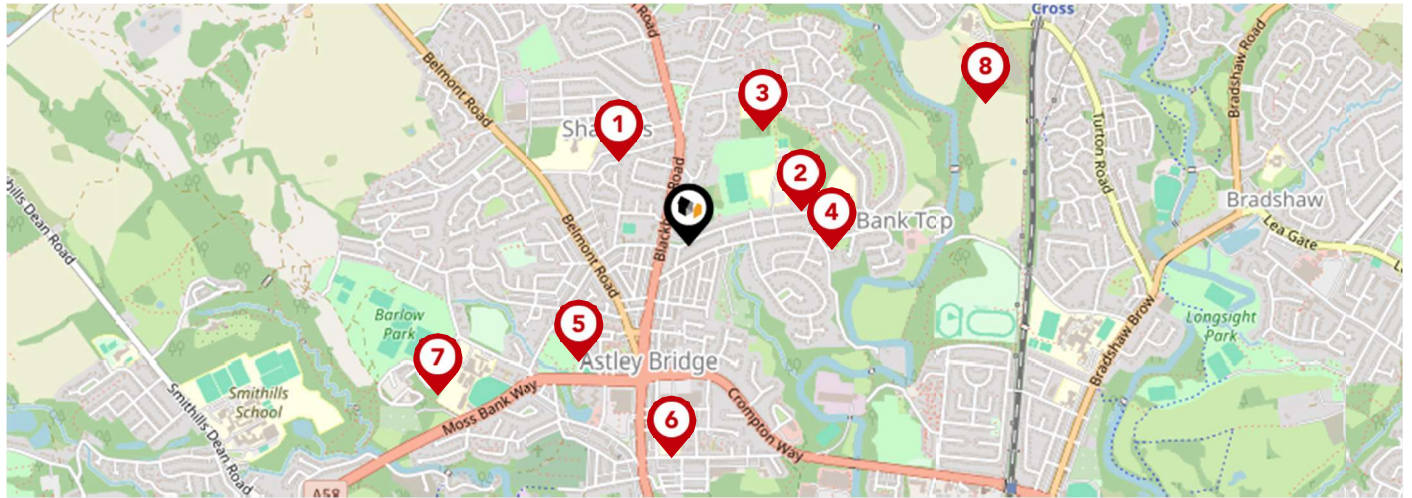 Cross
Road
Belmont Road
Bradshaw Road
8
3
1
Turton Road
Road
2
4
Bank Top
Bradshaw
Lea Gate
Belmont Road
Smithills Dean Road
Barlow
Park
5
Astley Bridge
7
Longsight
Park
Bradshaw Brow
Smithills
School
Moss Bank Way
Smithills Dean Road
6
Crompton Way
A58